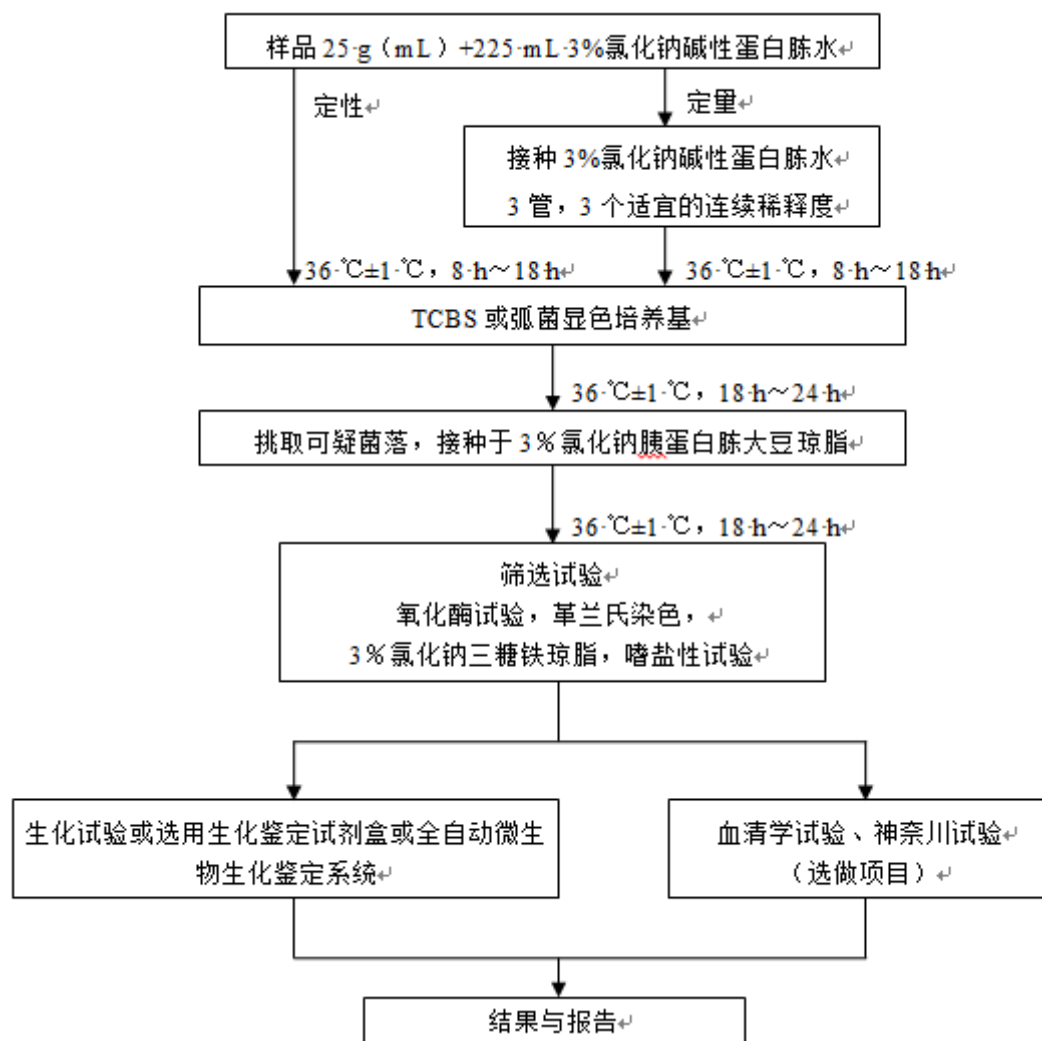 样品 25·g（mL）+225·mL·3%氯化钠碱性蛋白胨水↵
定性↵
定量↵
接种 3%氯化钠碱性蛋白胨水↵
3 管，3 个适宜的连续稀释度↵
36·℃±1·℃，8·h～18·h↵
36·℃±1·℃，8·h～18·h↵
TCBS 或弧菌显色培养基↵
36·℃±1·℃，18·h～24·h↵
挑取可疑菌落，接种于 3％氯化钠胰蛋白胨大豆琼脂↵
36·℃±1·℃，18·h～24·h↵
筛选试验↵
氧化酶试验，革兰氏染色，↵
3％氯化钠三糖铁琼脂，嗜盐性试验↵
生化试验或选用生化鉴定试剂盒或全自动微生
物生化鉴定系统↵
血清学试验、神奈川试验↵
（选做项目）↵
结果与报告↵